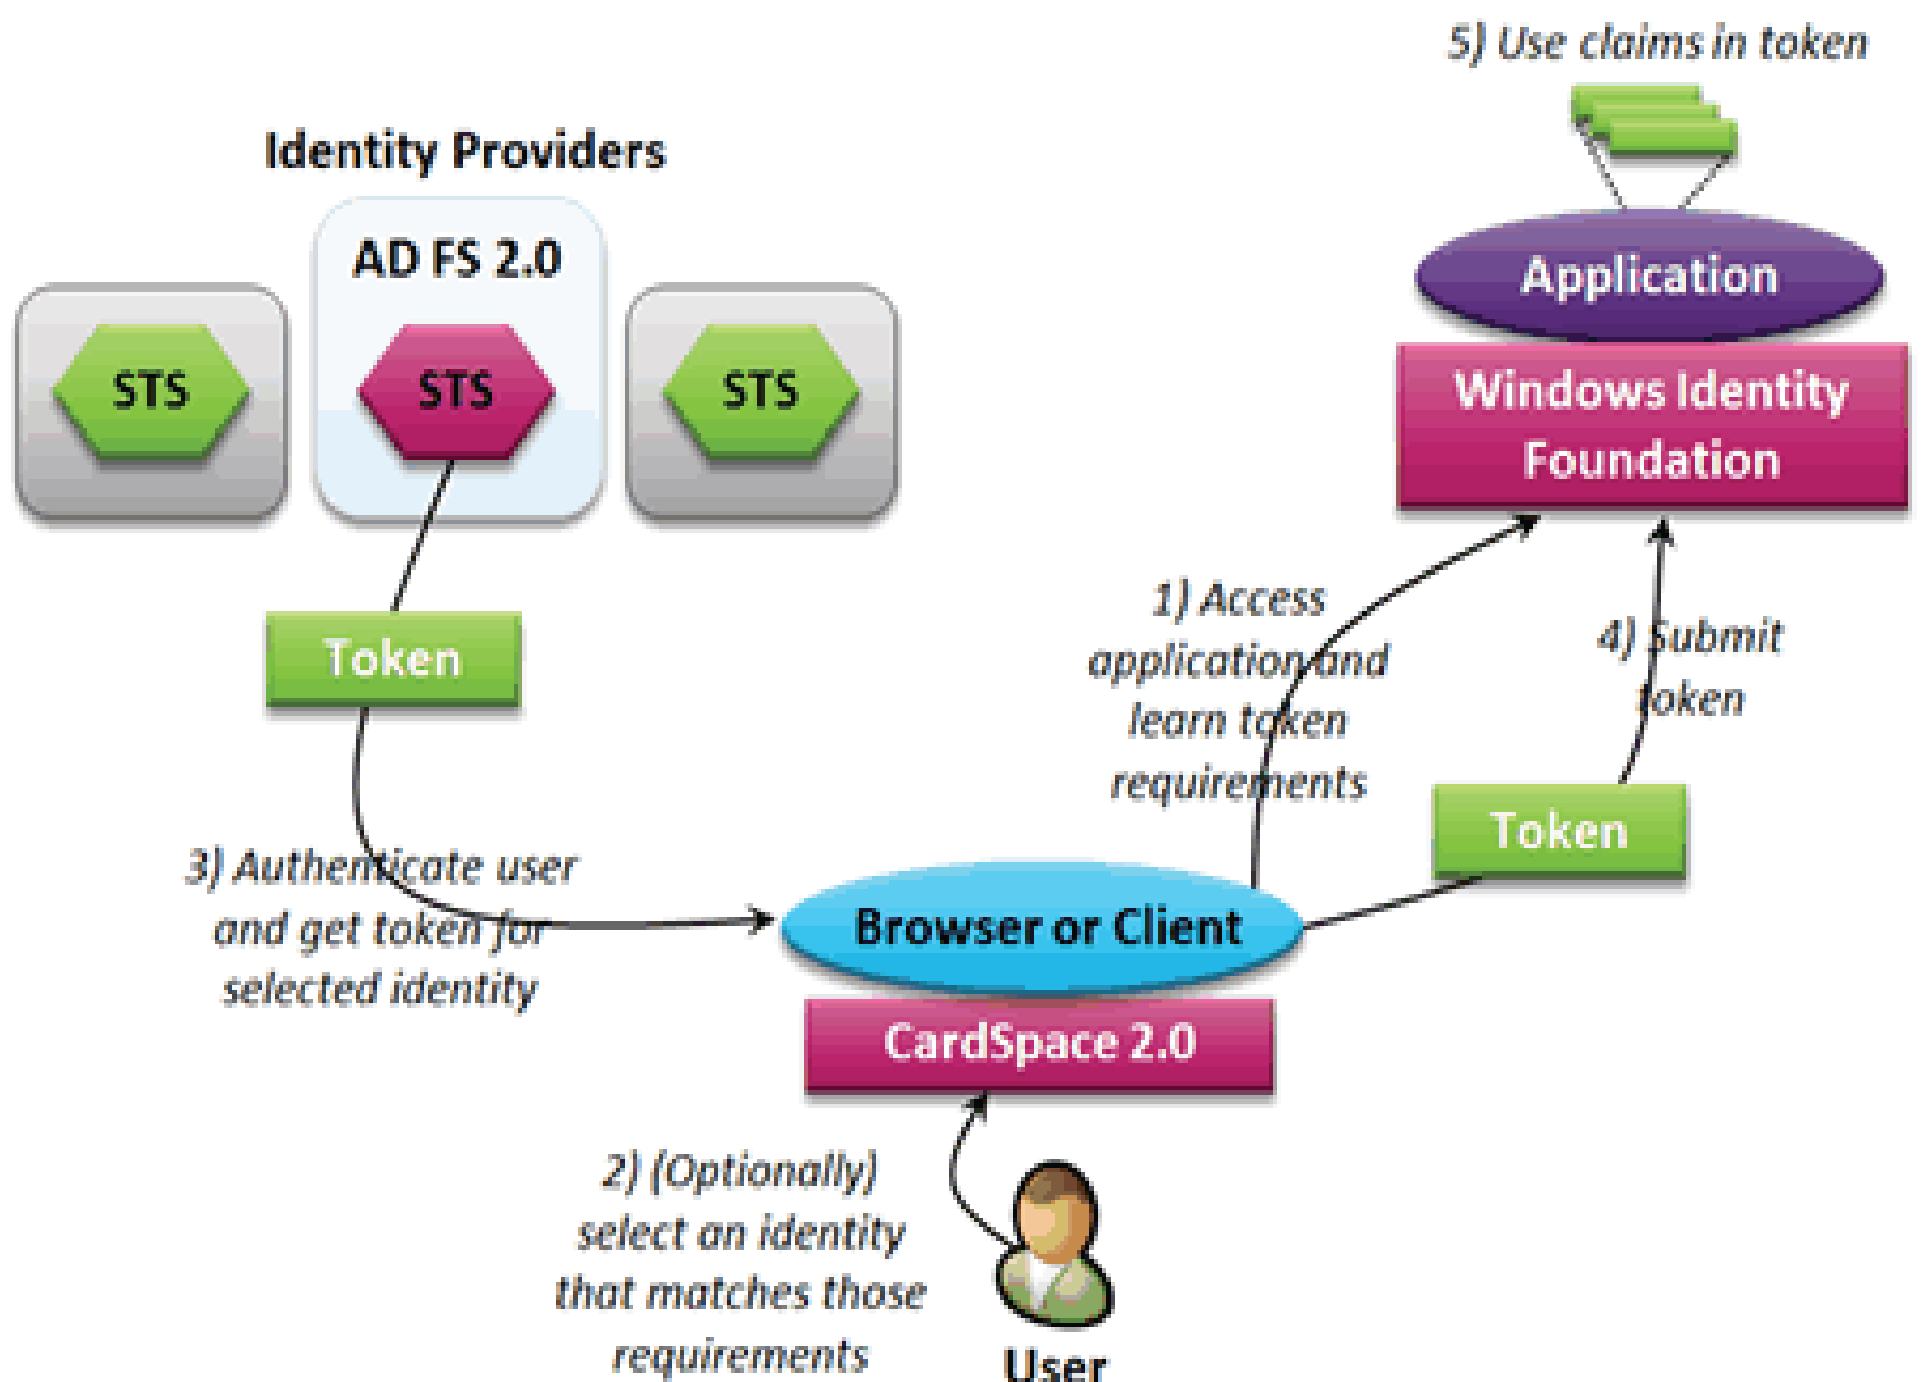 5) Use claims in token
Identity Providers
AD FS 2.0
STS
STS
STS
Application
Windows Identity
Foundation
Token
1) Access
application and
learn token
requirements
4) Submit
token
Token
3) Authenticate user
and get token for
selected identity
Browser or Client
CardSpace 2.0
2) (Optionally)
select an identity
that matches those
requirements
User